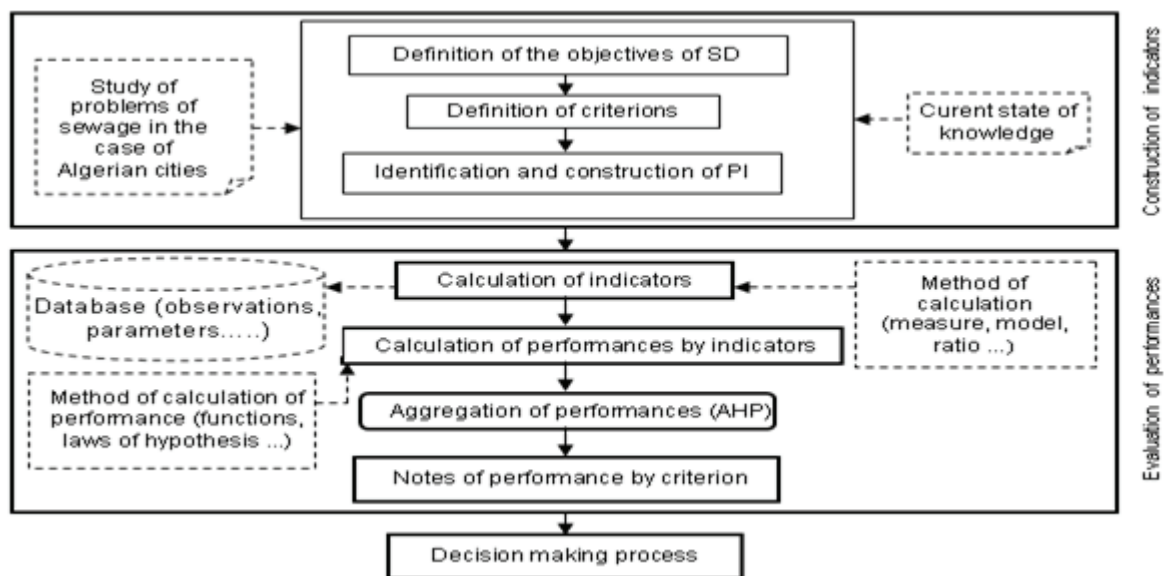 Definition of the objectives of SD
Study of
problems of
sewage in the
case of
Algerian cities
Definition of criterions
Curent state of
knowledge
Identification and construction of PI
Construction of indicators
Calculation of indicators
Database (observations,
parameters.....)
Method of
calculation
(measure, model,
ratio ...)
Calculation of performances by indicators
Method of calculation of
performance (functions,
laws of hypothesis ...)
Aggregation of performances (AHP)
Notes of performance by criterion
Evaluation of performances
Decision making process